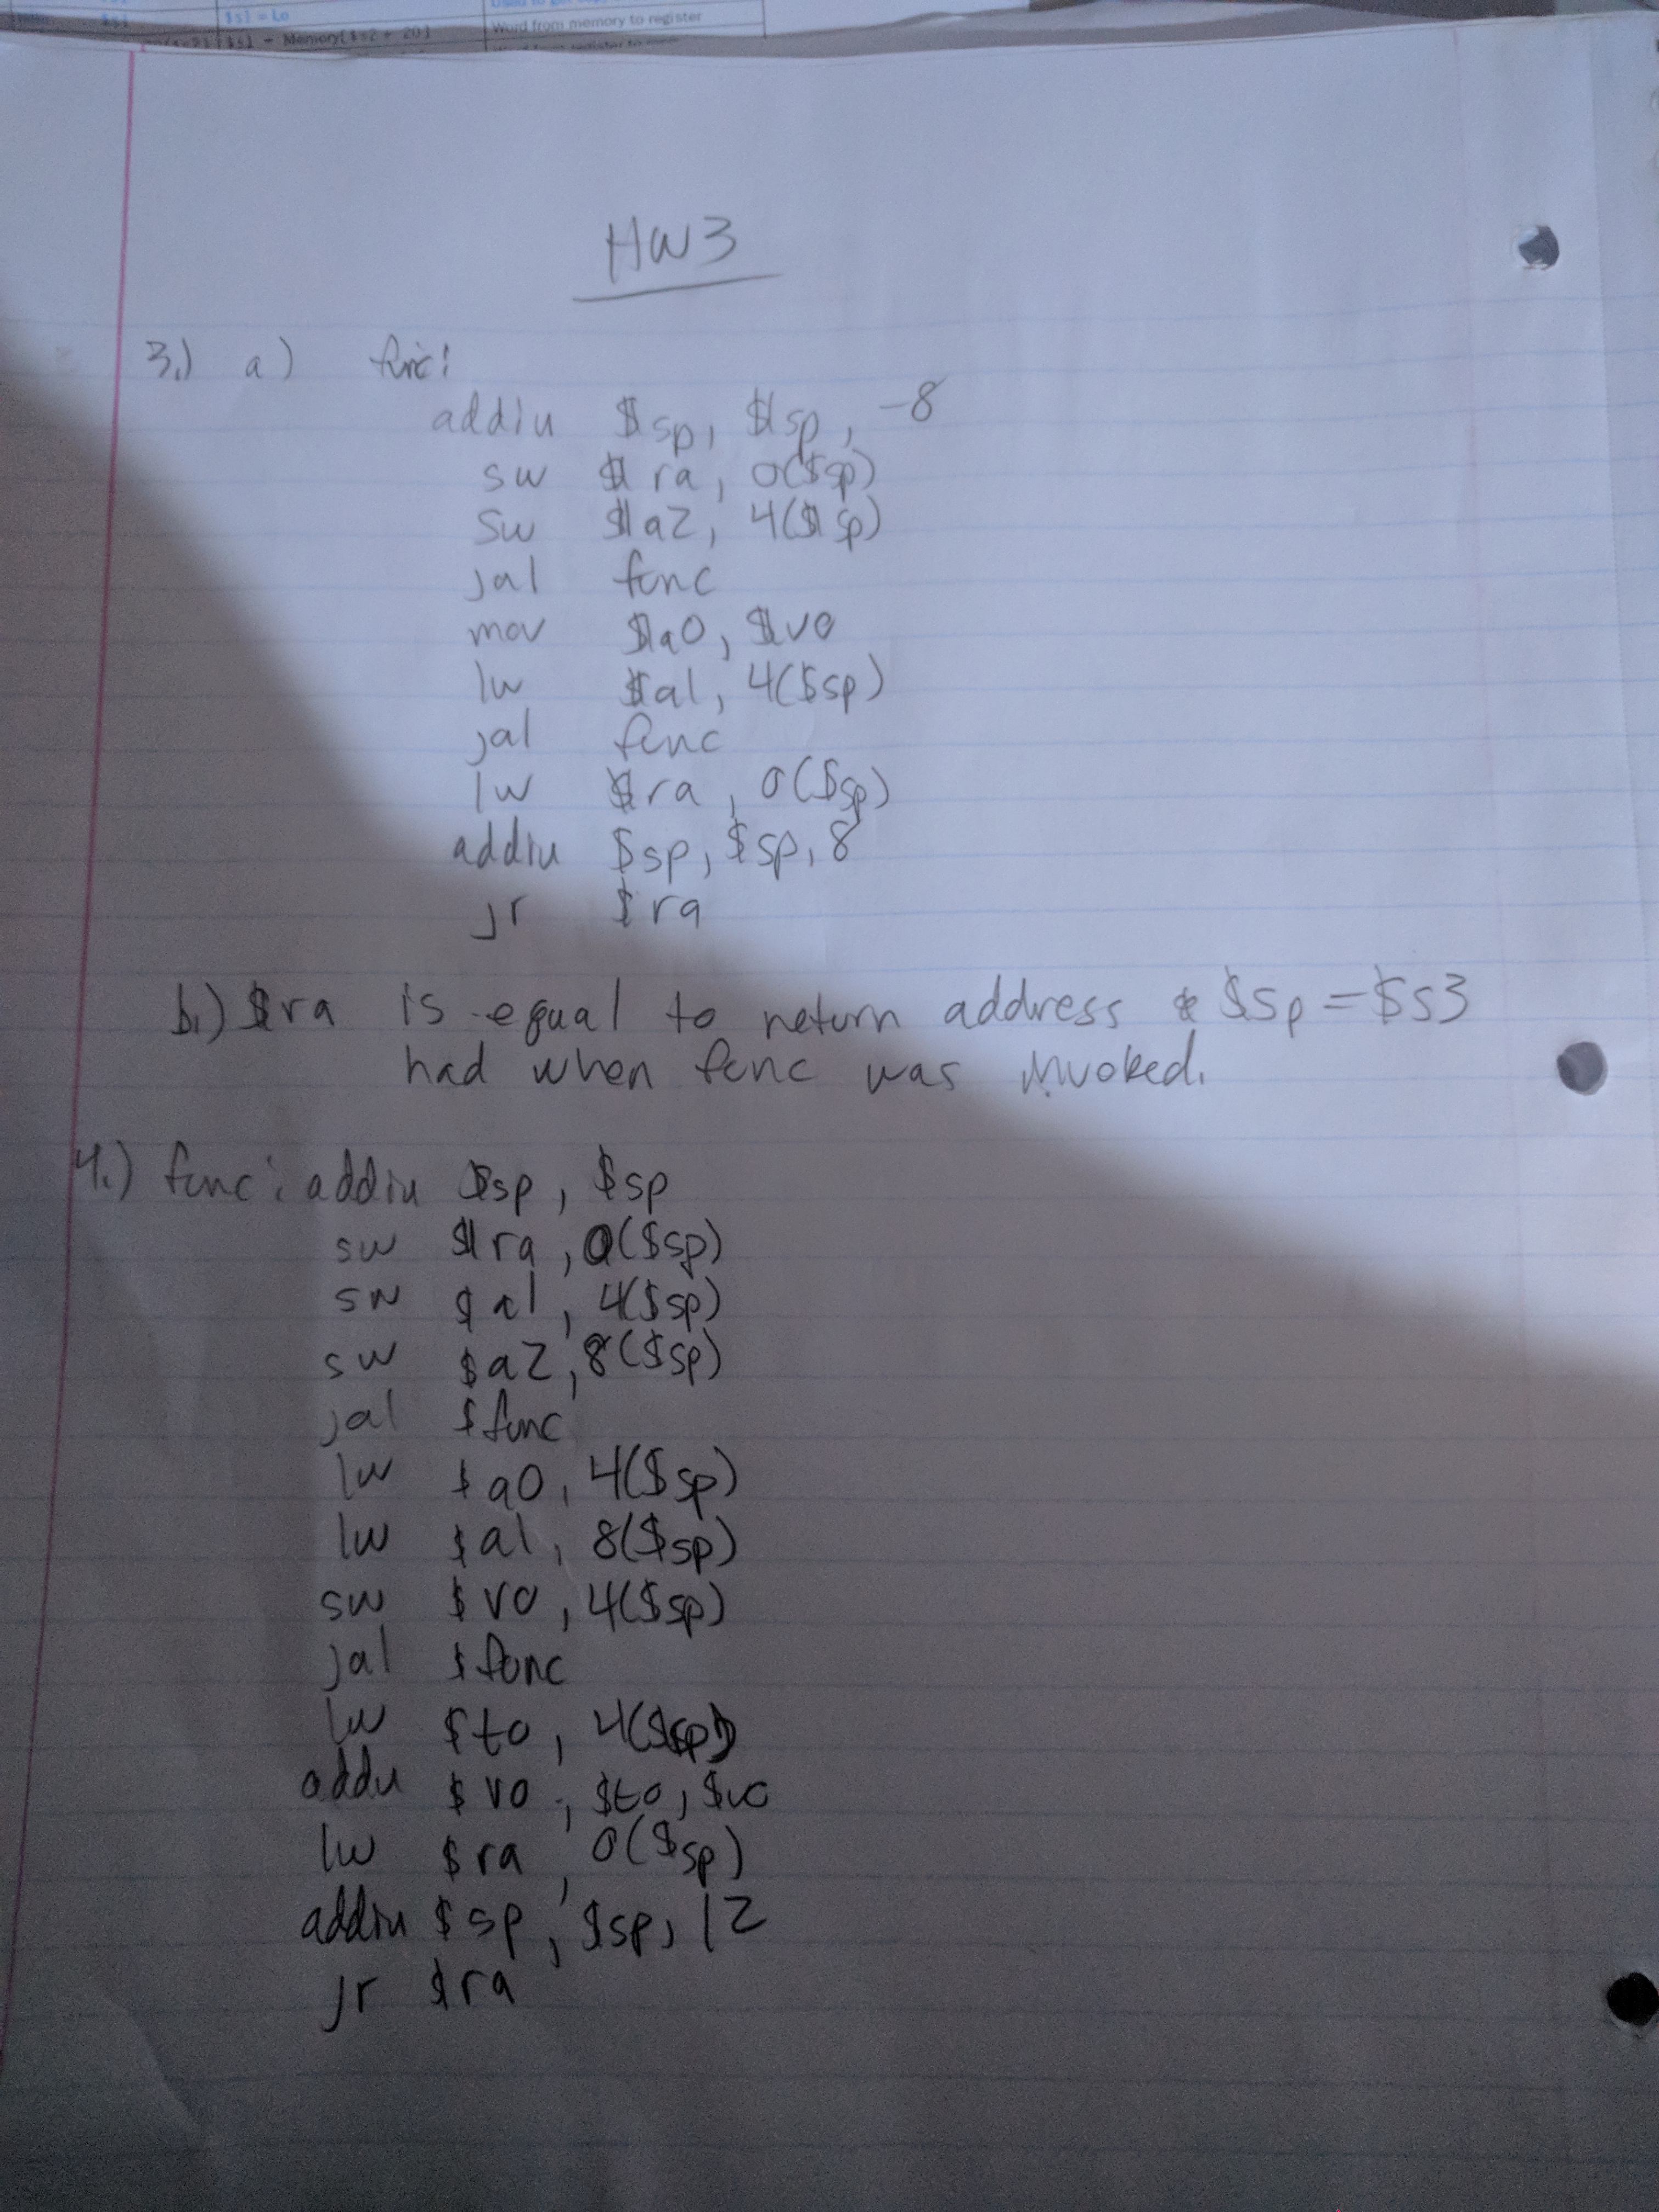 $s1 $s1 = Lo
$s1 = Memory[$s2 + 20] Word from memory to register
HW3
3.) a) func:
addiu $sp, $sp, -8
sw $ra, 0($sp)
sw $a2, 4($sp)
jal func
mov $a0, $v0
lw $a1, 4($sp)
jal func
lw $ra, 0($sp)
addiu $sp, $sp, 8
jr $ra
b.) $ra is equal to return address & $sp = $s3
had when func was invoked.
4.) func: addiu $sp, $sp
sw $ra, 0($sp)
sw $a1, 4($sp)
sw $a2, 8($sp)
jal $func
lw $a0, 4($sp)
lw $a1, 8($sp)
sw $v0, 4($sp)
jal $func
lw $t0, 4($sp)
addu $v0, $t0, $v0
lw $ra, 0($sp)
addiu $sp, $sp, 12
jr $ra